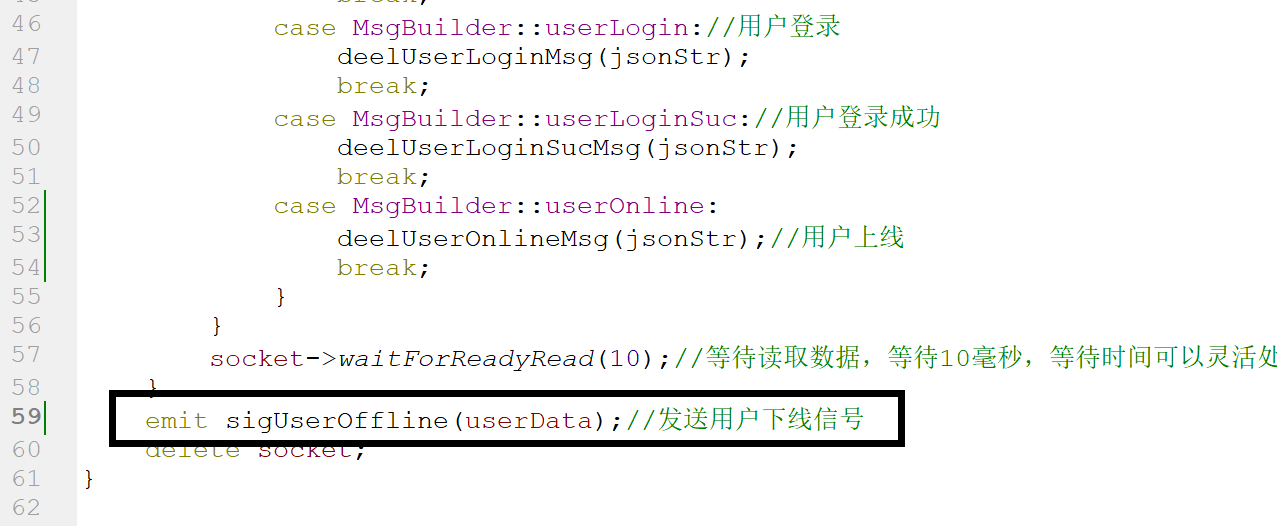 46 case MsgBuilder::userLogin://用户登录
47 deelUserLoginMsg(jsonStr);
48 break;
49 case MsgBuilder::userLoginSuc://用户登录成功
50 deelUserLoginSucMsg(jsonStr);
51 break;
52 case MsgBuilder::userOnline:
53 deelUserOnlineMsg(jsonStr);//用户上线
54 break;
55 }
56 }
57 socket->waitForReadyRead(10);//等待读取数据，等待10毫秒，等待时间可以灵活处
58 }
59 emit sigUserOffline(userData);//发送用户下线信号
60 delete socket;
61 }
62